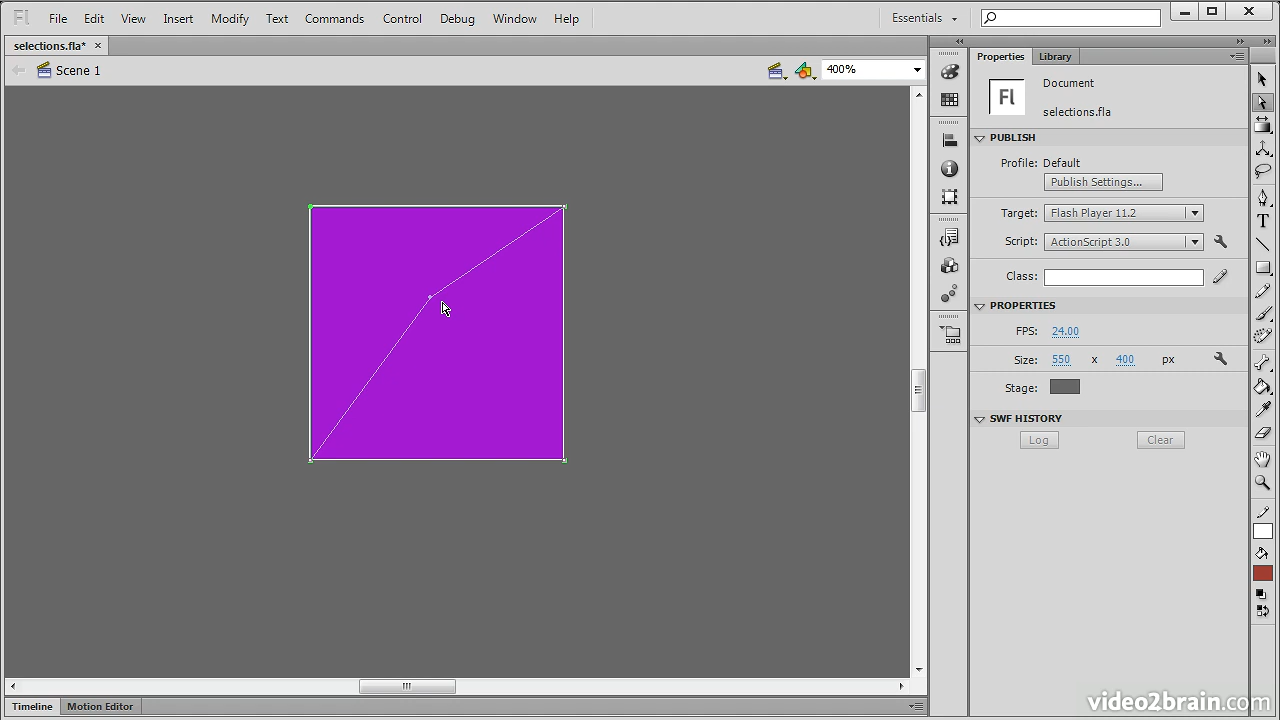 Fl File Edit View Insert Modify Text Commands Control Debug Window Help Essentials
selections.fla* ×
Scene 1 400%
Properties Library
Fl Document
selections.fla
PUBLISH
Profile: Default
Publish Settings...
Target: Flash Player 11.2
Script: ActionScript 3.0
Class:
PROPERTIES
FPS: 24.00
Size: 550 x 400 px
Stage:
SWF HISTORY
Log Clear
T
Timeline Motion Editor
video2brain.com